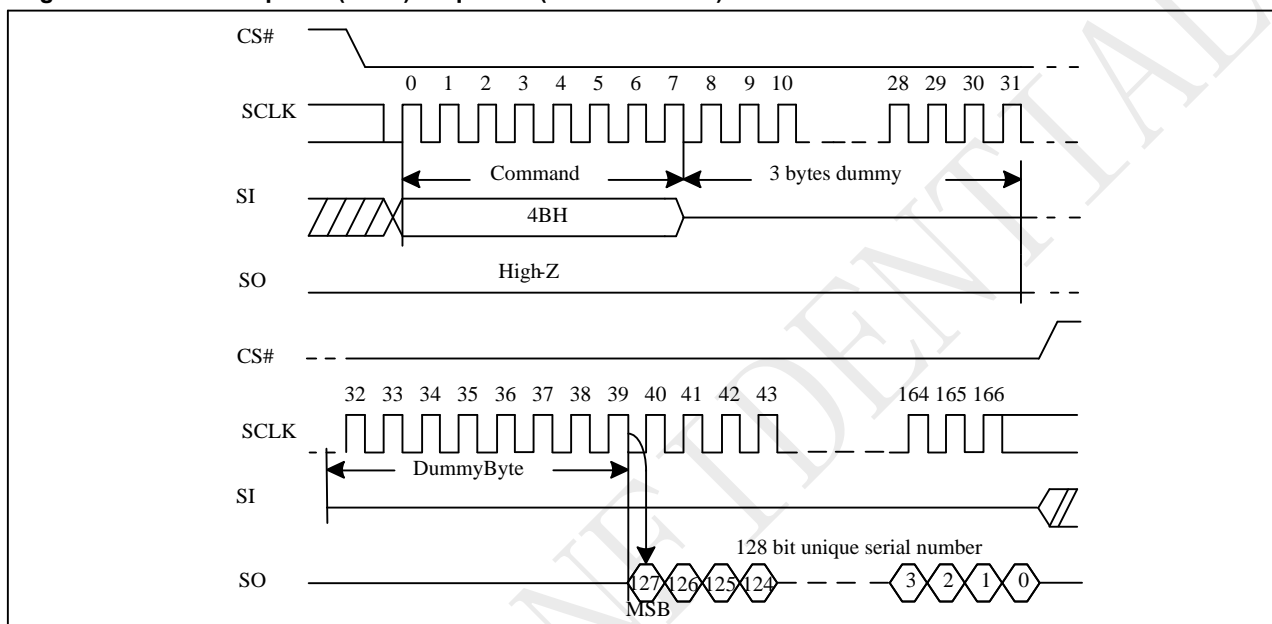 CS#
0 1 2 3 4 5 6 7 8 9 10 28 29 30 31
SCLK
Command 3 bytes dummy
SI
4BH
High-Z
SO
CS#
32 33 34 35 36 37 38 39 40 41 42 43 164 165 166
SCLK
DummyByte
SI
128 bit unique serial number
SO
127 126 125 124 3 2 1 0
MSB